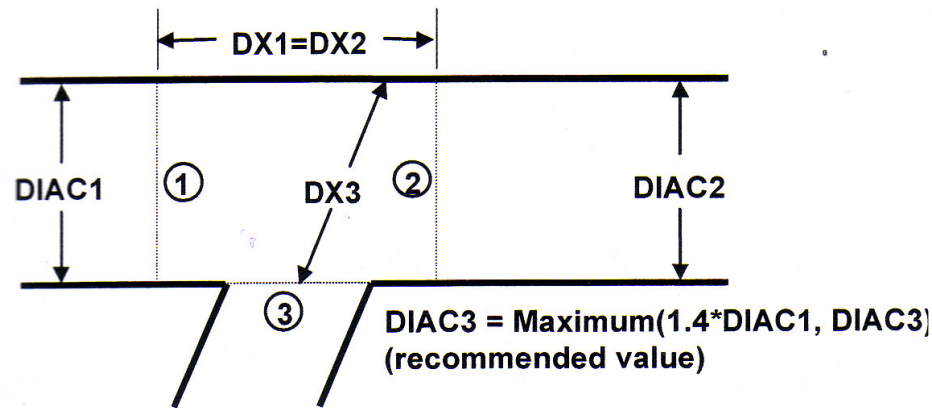 DX1=DX2
DIAC1
1
DX3
2
DIAC2
3
DIAC3 = Maximum(1.4*DIAC1, DIAC3)
(recommended value)